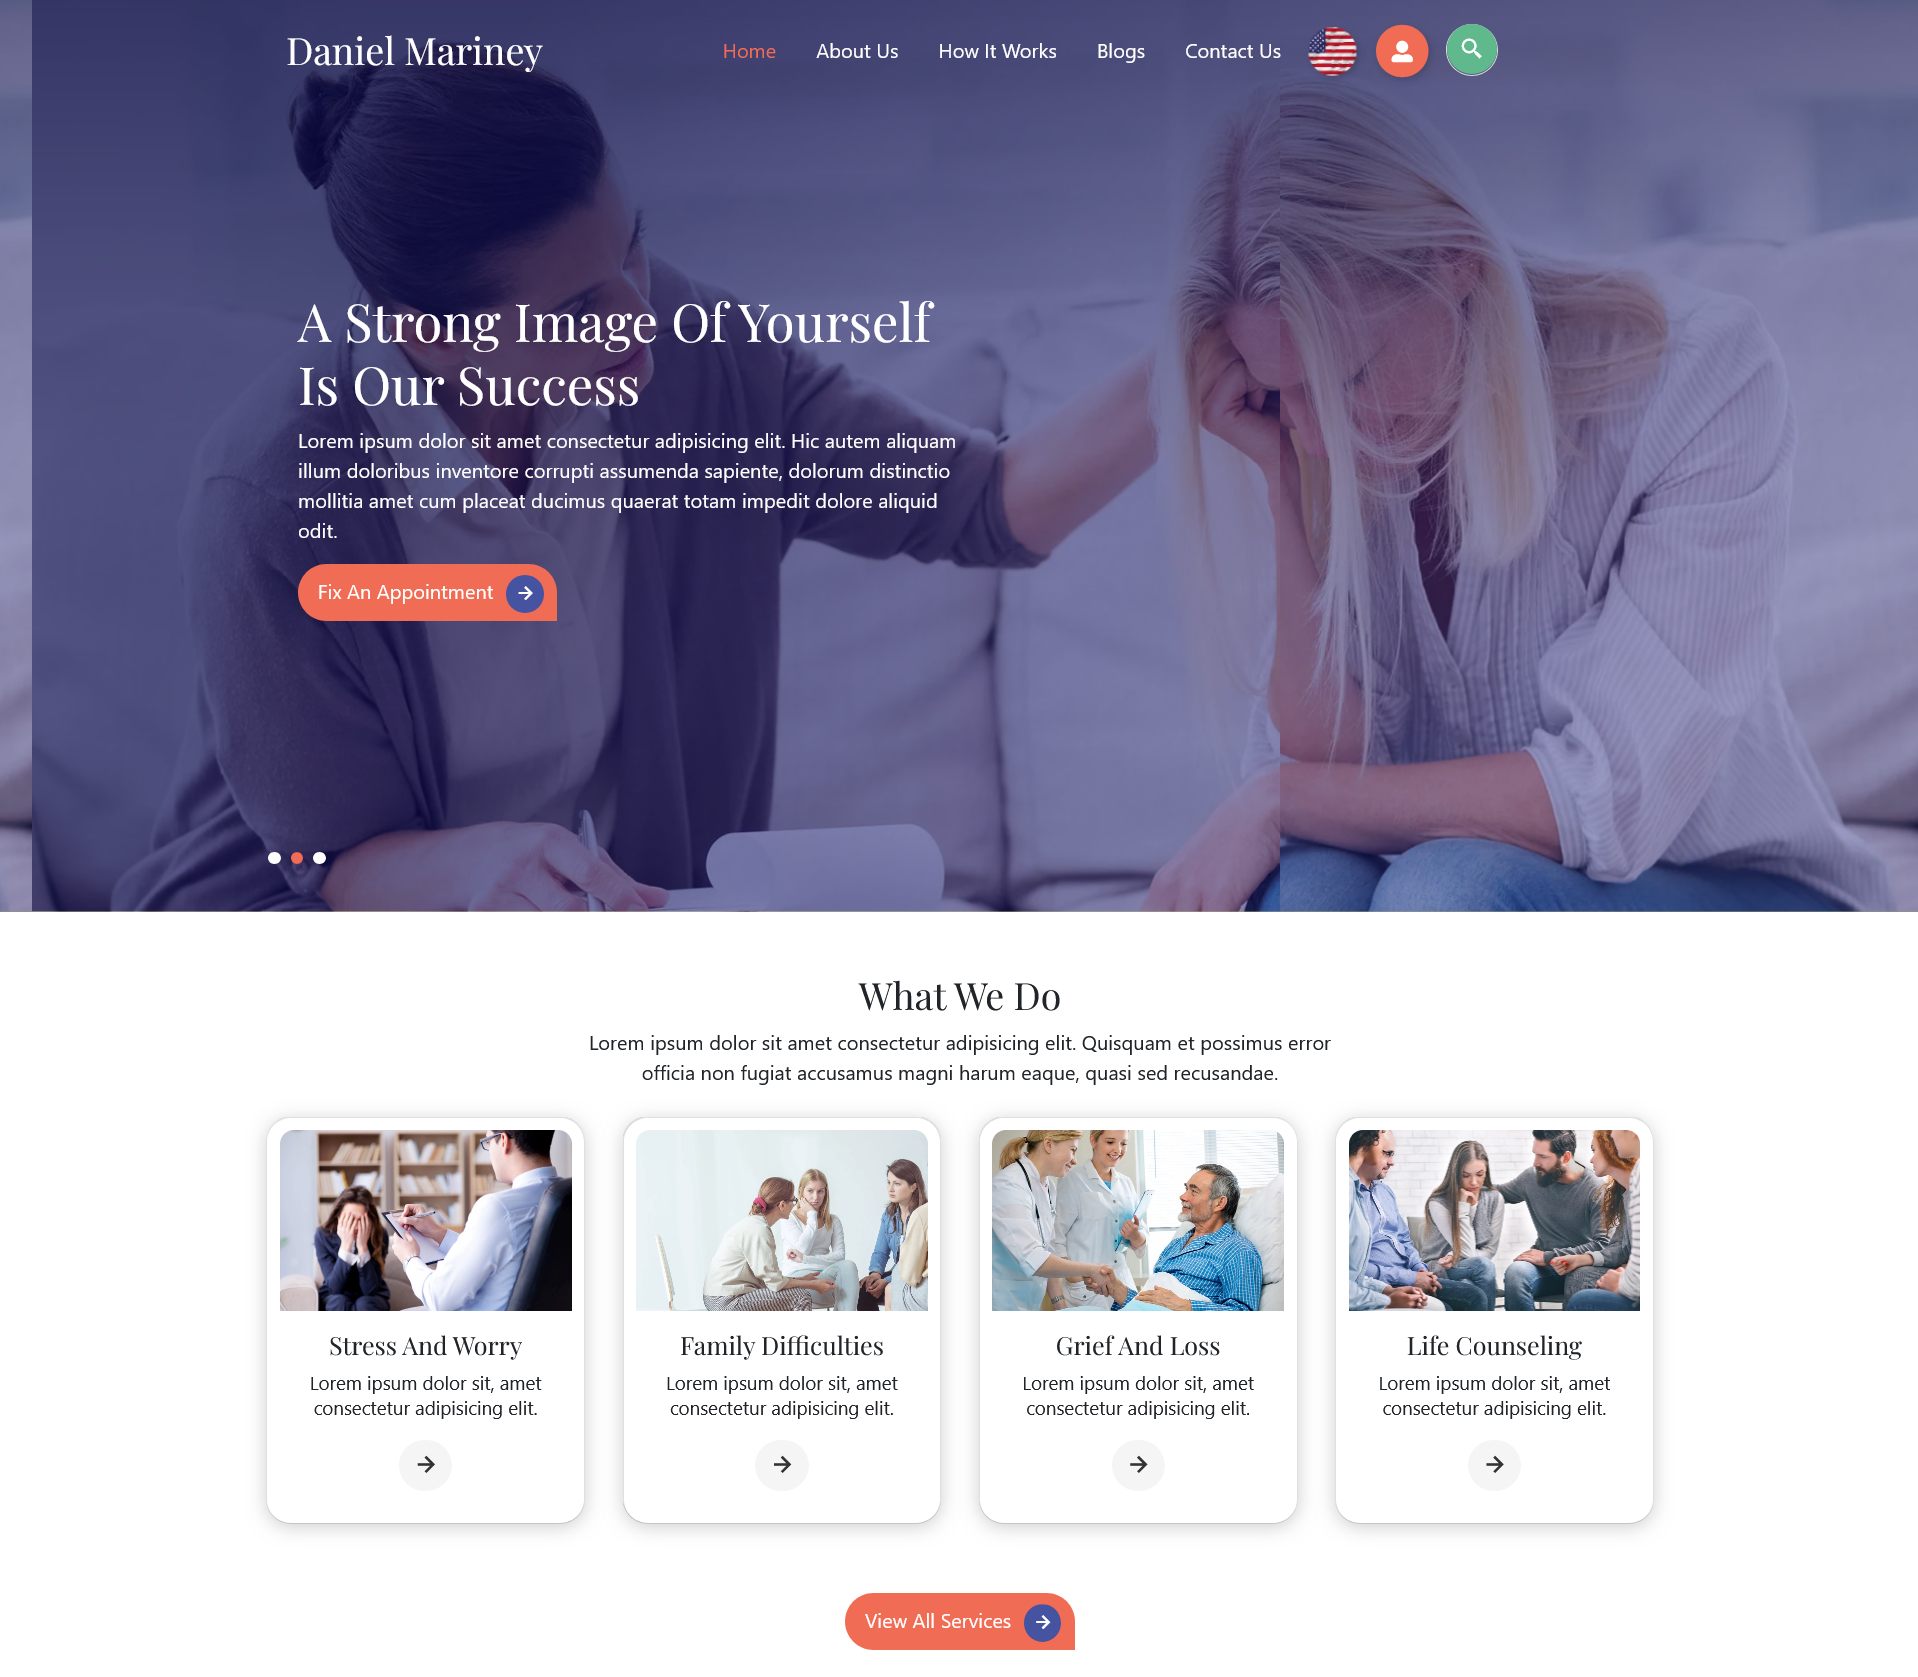 Daniel Mariney
Home
About Us
How It Works
Blogs
Contact Us
A Strong Image Of Yourself
Is Our Success
Lorem ipsum dolor sit amet consectetur adipisicing elit. Hic autem aliquam
illum doloribus inventore corrupti assumenda sapiente, dolorum distinctio
mollitia amet cum placeat ducimus quaerat totam impedit dolore aliquid
odit.
Fix An Appointment
What We Do
Lorem ipsum dolor sit amet consectetur adipisicing elit. Quisquam et possimus error
officia non fugiat accusamus magni harum eaque, quasi sed recusandae.
Stress And Worry
Lorem ipsum dolor sit, amet
consectetur adipisicing elit.
Family Difficulties
Lorem ipsum dolor sit, amet
consectetur adipisicing elit.
Grief And Loss
Lorem ipsum dolor sit, amet
consectetur adipisicing elit.
Life Counseling
Lorem ipsum dolor sit, amet
consectetur adipisicing elit.
View All Services